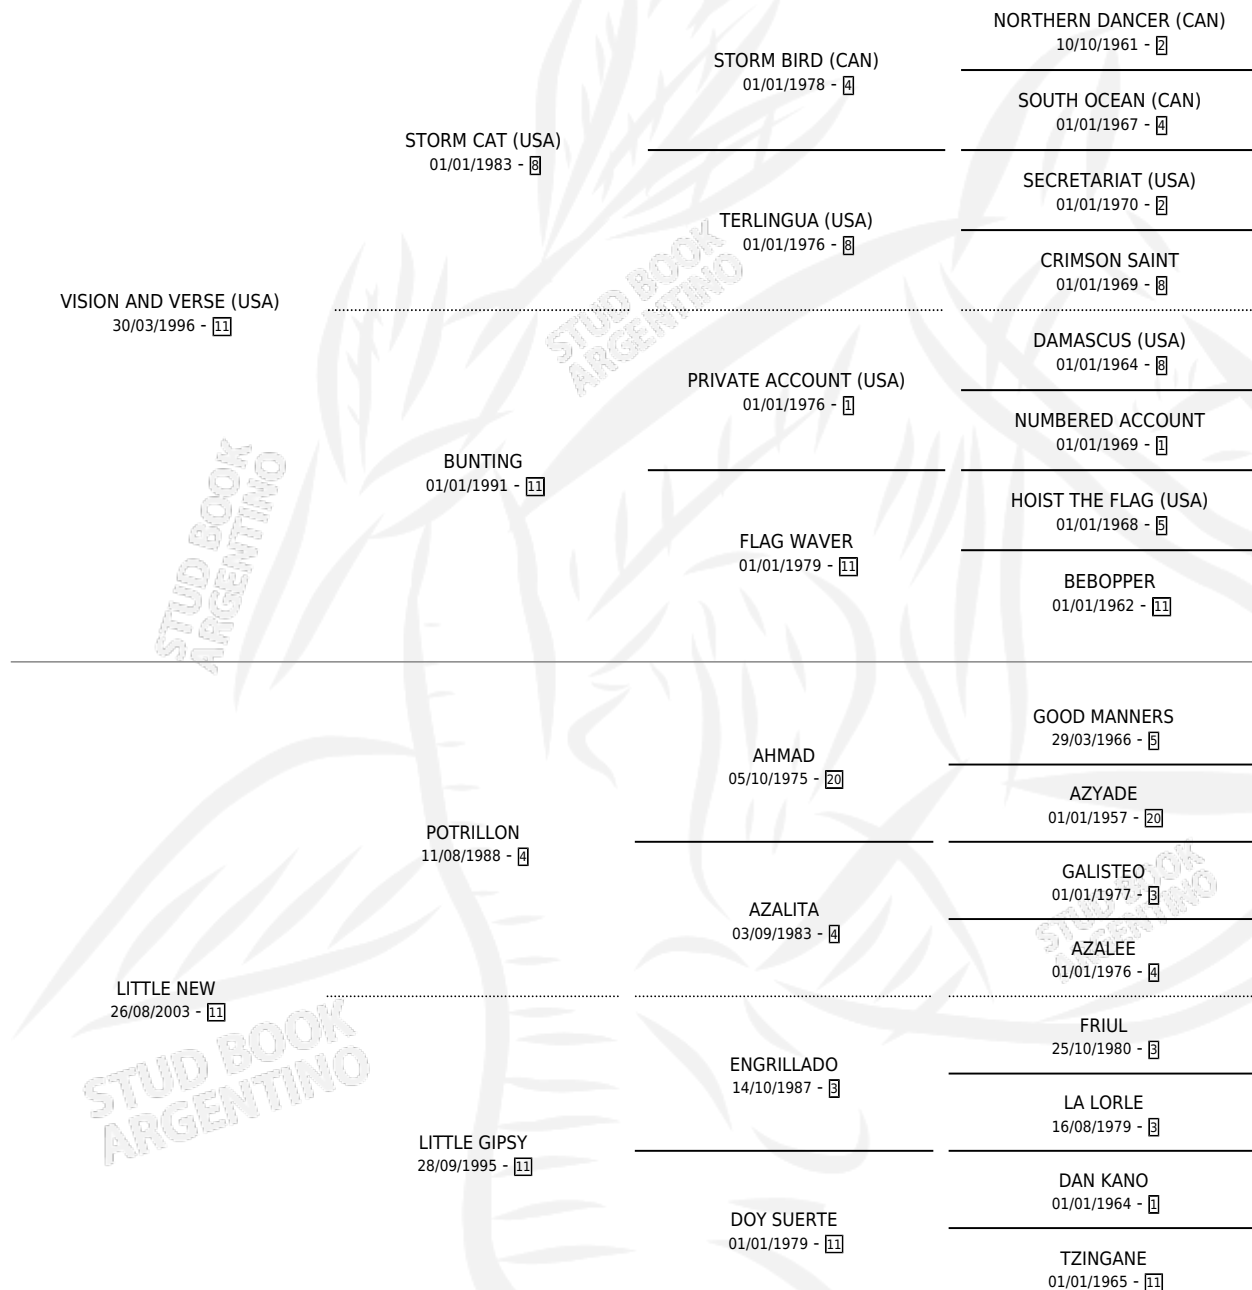 NORTHERN DANCER (CAN)
10/10/1961 - 2
STORM BIRD (CAN)
01/01/1978 - 4
SOUTH OCEAN (CAN)
01/01/1967 - 4
STORM CAT (USA)
01/01/1983 - 8
SECRETARIAT (USA)
01/01/1970 - 2
TERLINGUA (USA)
01/01/1976 - 8
CRIMSON SAINT
01/01/1969 - 8
VISION AND VERSE (USA)
30/03/1996 - 11
DAMASCUS (USA)
01/01/1964 - 8
PRIVATE ACCOUNT (USA)
01/01/1976 - 1
NUMBERED ACCOUNT
01/01/1969 - 1
BUNTING
01/01/1991 - 11
HOIST THE FLAG (USA)
01/01/1968 - 5
FLAG WAVER
01/01/1979 - 11
BEBOPPER
01/01/1962 - 11
GOOD MANNERS
29/03/1966 - 5
AHMAD
05/10/1975 - 20
AZYADE
01/01/1957 - 20
POTRILLON
11/08/1988 - 4
GALISTEO
01/01/1977 - 3
AZALITA
03/09/1983 - 4
AZALEE
01/01/1976 - 4
LITTLE NEW
26/08/2003 - 11
FRIUL
25/10/1980 - 3
ENGRILLADO
14/10/1987 - 3
LA LORLE
16/08/1979 - 3
LITTLE GIPSY
28/09/1995 - 11
DAN KANO
01/01/1964 - 1
DOY SUERTE
01/01/1979 - 11
TZINGANE
01/01/1965 - 11
STUD BOOK
ARGENTINO
STUD BOOK
ARGENTINO
STUD BOOK
ARGENTINO
STUD BOOK
ARGENTINO